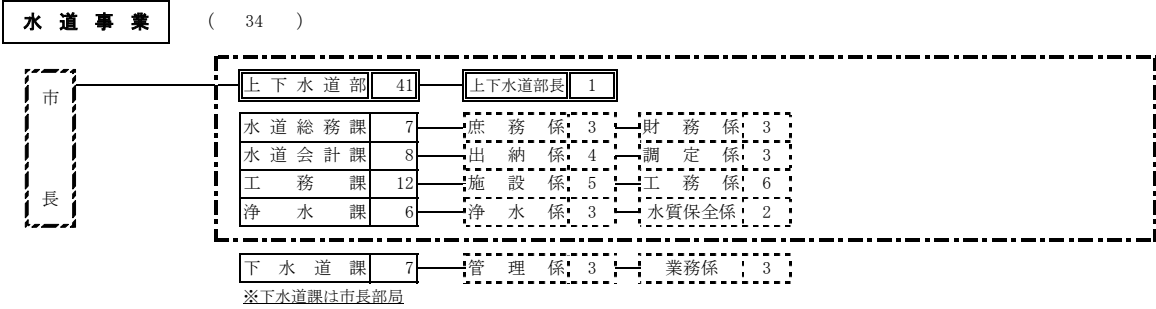 水道事業 ( 34 )
市長
上下水道部 41 上下水道部長 1
水道総務課 7 庶務係 3 財務係 3
水道会計課 8 出納係 4 調定係 3
工務課 12 施設係 5 工務係 6
浄水課 6 浄水係 3 水質保全係 2
下水道課 7 管理係 3 業務係 3
※下水道課は市長部局